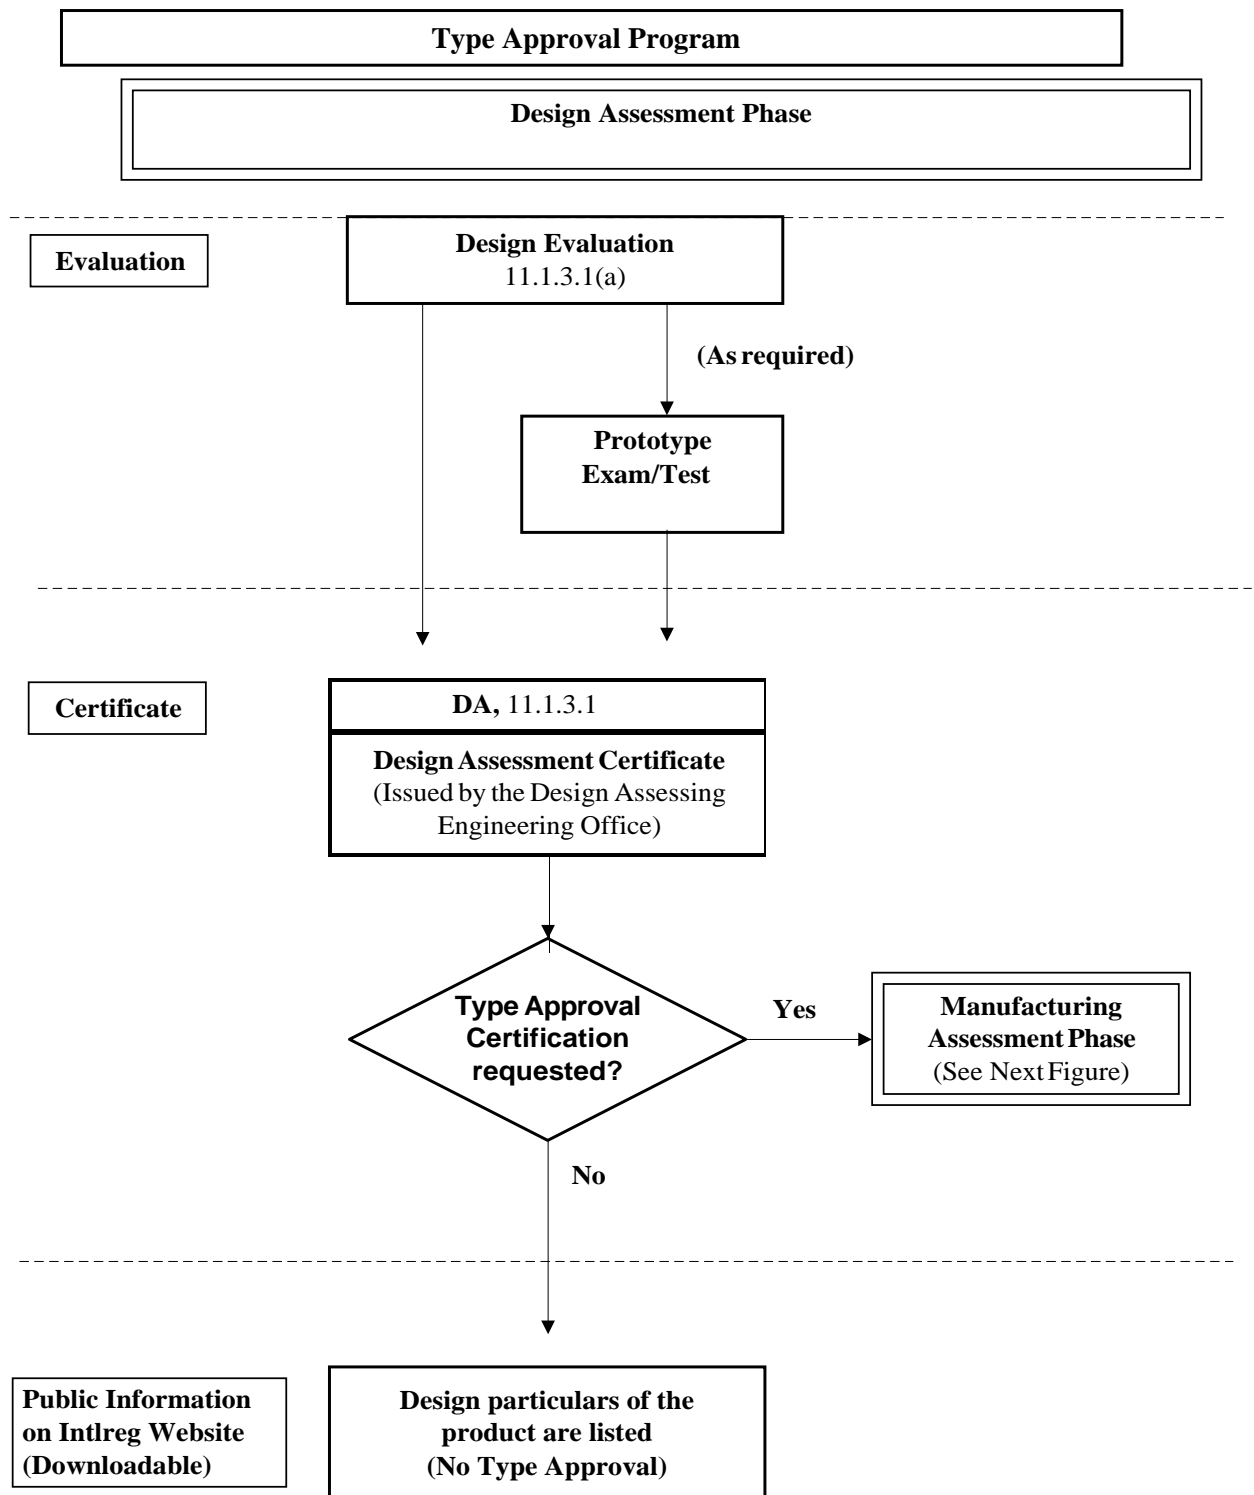 Type Approval Program
Design Assessment Phase
Evaluation
Design Evaluation
11.1.3.1(a)
(As required)
Prototype
Exam/Test
Certificate
DA, 11.1.3.1
Design Assessment Certificate
(Issued by the Design Assessing
Engineering Office)
Type Approval
Certification
requested?
Yes
Manufacturing
Assessment Phase
(See Next Figure)
No
Public Information
on Intlreg Website
(Downloadable)
Design particulars of the
product are listed
(No Type Approval)